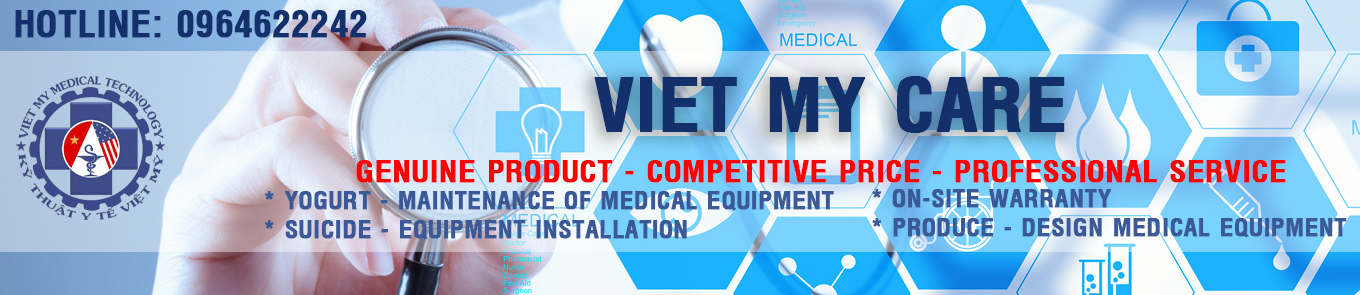 HOTLINE: 0964622242
MEDICAL
VIET MY MEDICAL TECHNOLOGY
KỸ THUẬT Y TẾ VIỆT MỸ
VIET MY CARE
GENUINE PRODUCT - COMPETITIVE PRICE - PROFESSIONAL SERVICE
* YOGURT - MAINTENANCE OF MEDICAL EQUIPMENT
* ON-SITE WARRANTY
* SUICIDE - EQUIPMENT INSTALLATION
* PRODUCE - DESIGN MEDICAL EQUIPMENT
MEDICAL